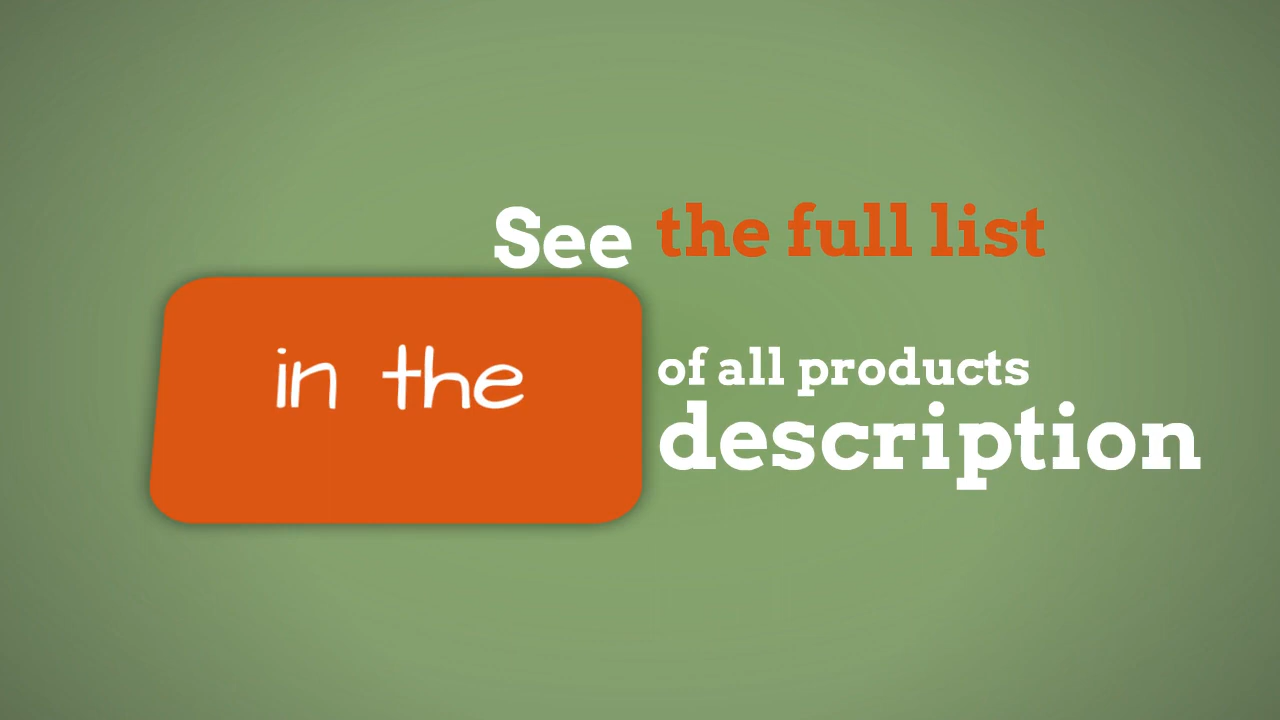 See the full list
of all products
in the description